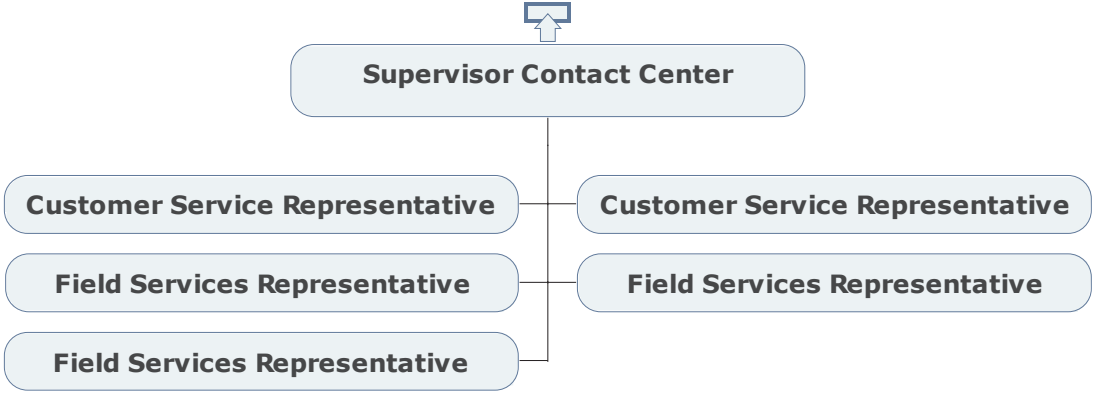 Supervisor Contact Center
Customer Service Representative
Customer Service Representative
Field Services Representative
Field Services Representative
Field Services Representative